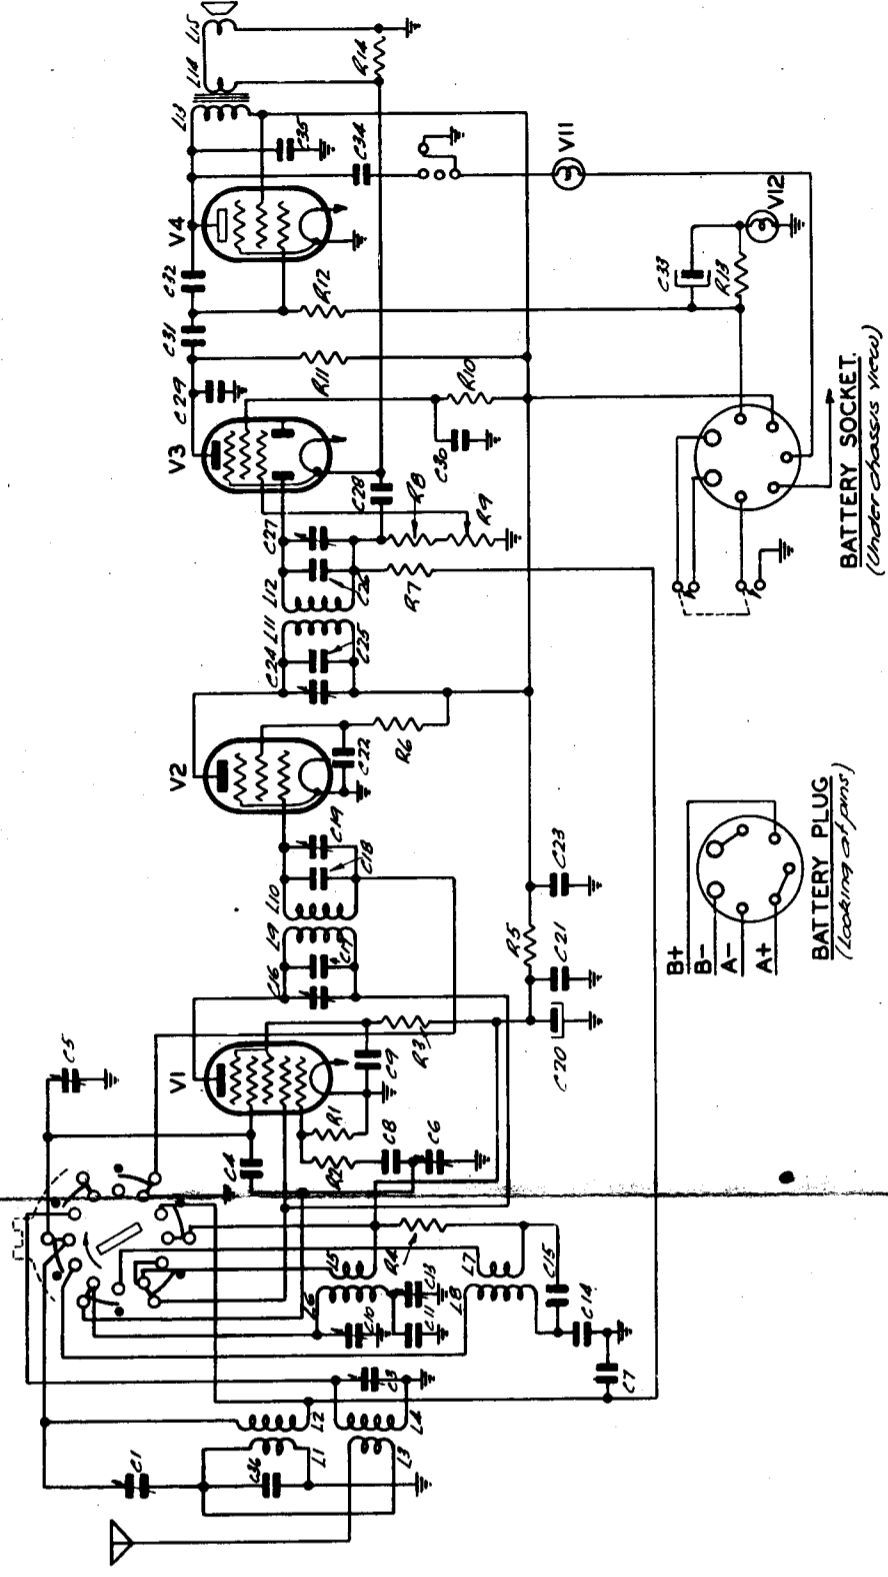 C1
C36
L1
L2
L3
L4
C3
C5
L6
L5
C10
C11
C13
R4
L8
L7
C15
C14
C7
C4
R2
R1
C8
C6
V1
C9
R3
C16
L9
C17
L10
C18
C19
C20
C21
R5
C23
V2
C22
R6
C24
L11
C25
L12
C26
C27
R7
R8
R9
C28
V3
C29
C30
R10
R11
C31
R12
C32
V4
C33
R13
V12
V11
C34
C35
L13
L14
L15
R14
B+
B-
A-
A+
BATTERY PLUG
(Looking at pins)
BATTERY SOCKET.
(Under chassis view)